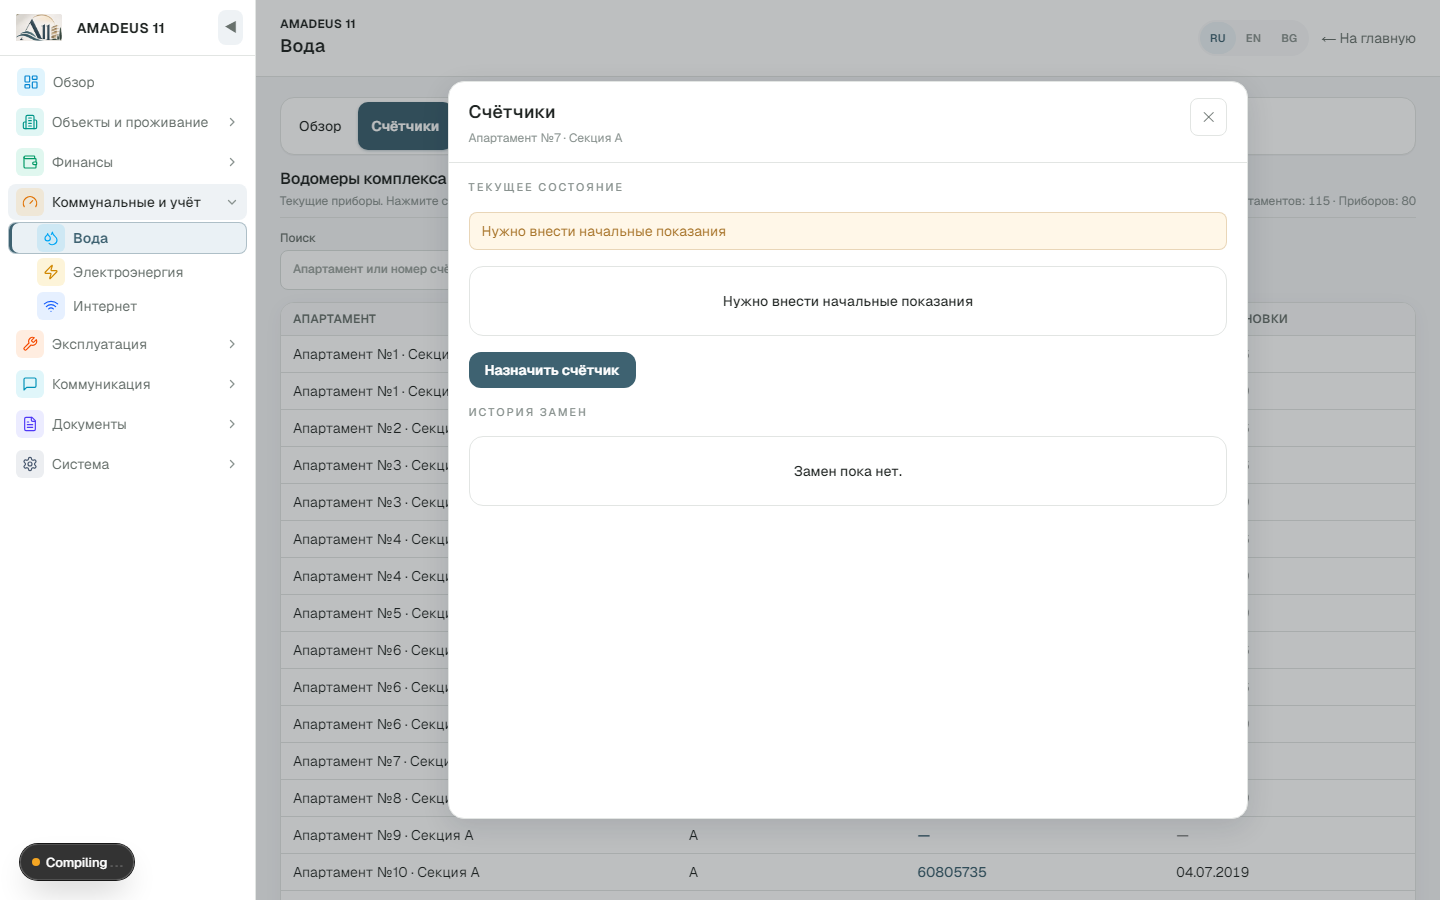 AMADEUS 11
Обзор
Объекты и проживание
Финансы
Коммунальные и учёт
Вода
Электроэнергия
Интернет
Эксплуатация
Коммуникация
Документы
Система
Compiling ...
AMADEUS 11
Вода
RU EN BG ← На главную
Обзор Счётчики
Водомеры комплекса
Текущие приборы. Нажмите
115 · Приборов: 80
Поиск
Апартамент или номер
АПАРТАМЕНТ
Апартамент №1 · Секци
Апартамент №1 · Секци
Апартамент №2 · Секци
Апартамент №3 · Секци
Апартамент №3 · Секци
Апартамент №4 · Секци
Апартамент №4 · Секци
Апартамент №5 · Секци
Апартамент №6 · Секци
Апартамент №6 · Секци
Апартамент №6 · Секци
Апартамент №7 · Секци
Апартамент №8 · Секци
Апартамент №9 · Секция A A — —
Апартамент №10 · Секция A A 60805735 04.07.2019
Счётчики
Апартамент №7 · Секция A
ТЕКУЩЕЕ СОСТОЯНИЕ
Нужно внести начальные показания
Нужно внести начальные показания
Назначить счётчик
ИСТОРИЯ ЗАМЕН
Замен пока нет.